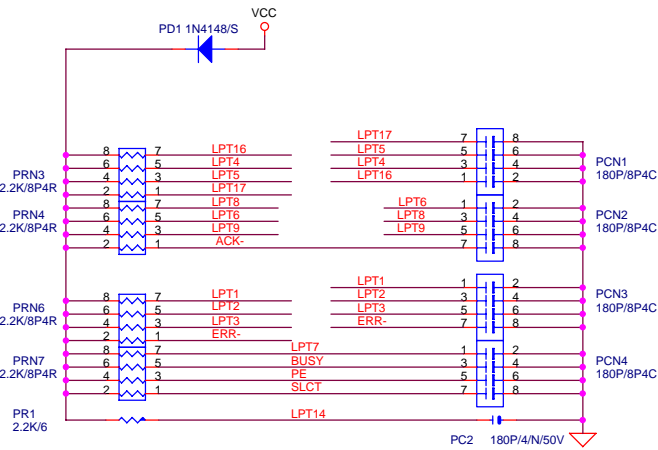 VCC
PD1 1N4148/S
LPT17 7 8
8 7 LPT16 LPT5 5 6
6 5 LPT4 LPT4 3 4 PCN1
PRN3 4 3 LPT5 LPT16 1 2 180P/8P4C
2.2K/8P4R 2 1 LPT17
8 7 LPT8 LPT6 1 2
PRN4 6 5 LPT6 LPT8 3 4 PCN2
2.2K/8P4R 4 3 LPT9 LPT9 5 6 180P/8P4C
2 1 ACK- 7 8
LPT1 1 2
8 7 LPT1 LPT2 3 4 PCN3
PRN6 6 5 LPT2 LPT3 5 6 180P/8P4C
2.2K/8P4R 4 3 LPT3 ERR- 7 8
2 1 ERR-
8 7 LPT7 1 2
PRN7 6 5 BUSY 3 4 PCN4
2.2K/8P4R 4 3 PE 5 6 180P/8P4C
2 1 SLCT 7 8
PR1 LPT14
2.2K/6
PC2 180P/4/N/50V